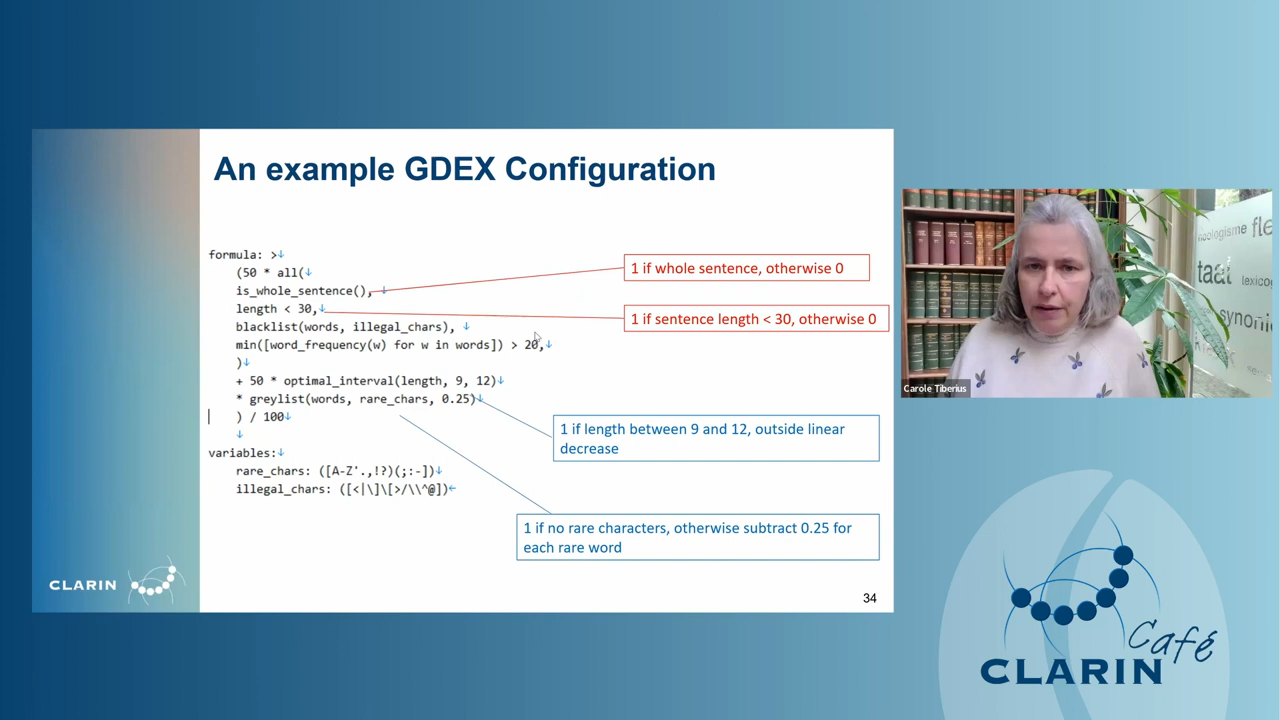 An example GDEX Configuration
formula: >↓
(50 * all(↓
is_whole_sentence(), ↓
length < 30,↓
blacklist(words, illegal_chars), ↓
min([word_frequency(w) for w in words]) > 20,↓
)↓
+ 50 * optimal_interval(length, 9, 12)↓
* greylist(words, rare_chars, 0.25)↓
) / 100↓
↓
variables:↓
rare_chars: ([A-Z'.,!?)(;:-])↓
illegal_chars: ([<|\]\[>/\\^@])←
1 if whole sentence, otherwise 0
1 if sentence length < 30, otherwise 0
1 if length between 9 and 12, outside linear
decrease
1 if no rare characters, otherwise subtract 0.25 for
each rare word
CLARIN
34
taal
Carole Tiberius
Café
CLARIN